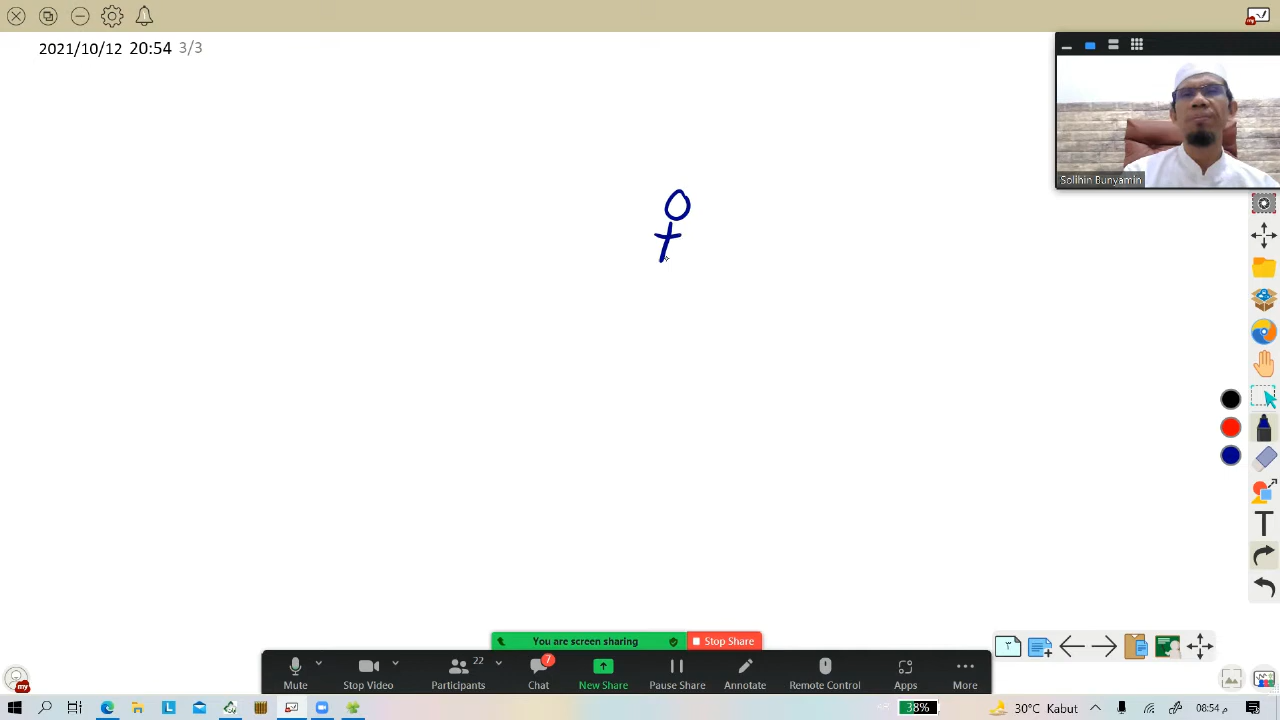 2021/10/12 20:54 3/3
Solihin Bunyamin
You are screen sharing
Stop Share
22
7
Mute
Stop Video
Participants
Chat
New Share
Pause Share
Annotate
Remote Control
Apps
More
38%
30°C Kabut
08:54 م